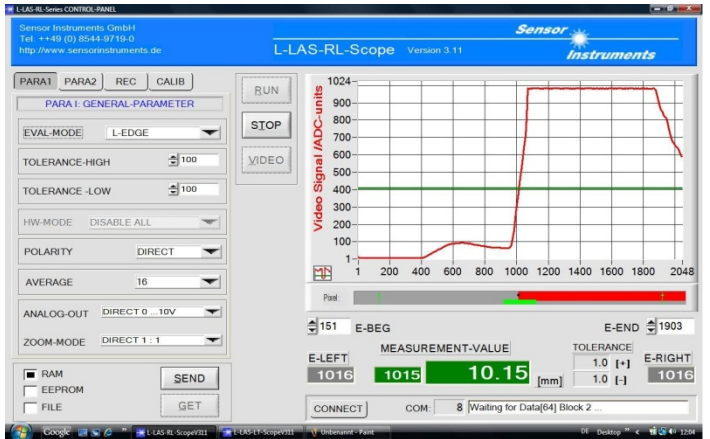 L-LAS-RL-Series CONTROL-PANEL
Sensor Instruments GmbH
Tel. ++49 (0) 8544-9719-0
http://www.sensorinstruments.de
L-LAS-RL-Scope Version 3.11
Sensor
Instruments
PARA1 PARA2 REC CALIB
PARA I: GENERAL-PARAMETER
EVAL-MODE L-EDGE
TOLERANCE-HIGH 100
TOLERANCE -LOW 100
HW-MODE DISABLE ALL
POLARITY DIRECT
AVERAGE 16
ANALOG-OUT DIRECT 0 ...10V
ZOOM-MODE DIRECT 1 : 1
RAM
EEPROM
FILE
SEND
GET
RUN
STOP
VIDEO
Video Signal /ADC-units
1024
900
800
700
600
500
400
300
200
100
1
1 200 400 600 800 1000 1200 1400 1600 1800 2048
Pixel:
151 E-BEG
E-END 1903
MEASUREMENT-VALUE
TOLERANCE
E-LEFT
1016
1015
10.15 [mm]
1.0 [+]
1.0 [-]
E-RIGHT
1016
CONNECT COM: 8 Waiting for Data[64] Block 2 ...
Google L-LAS-RL-ScopeV311 L-LAS-LT-ScopeV311 Unbenannt - Paint DE Desktop 12:04